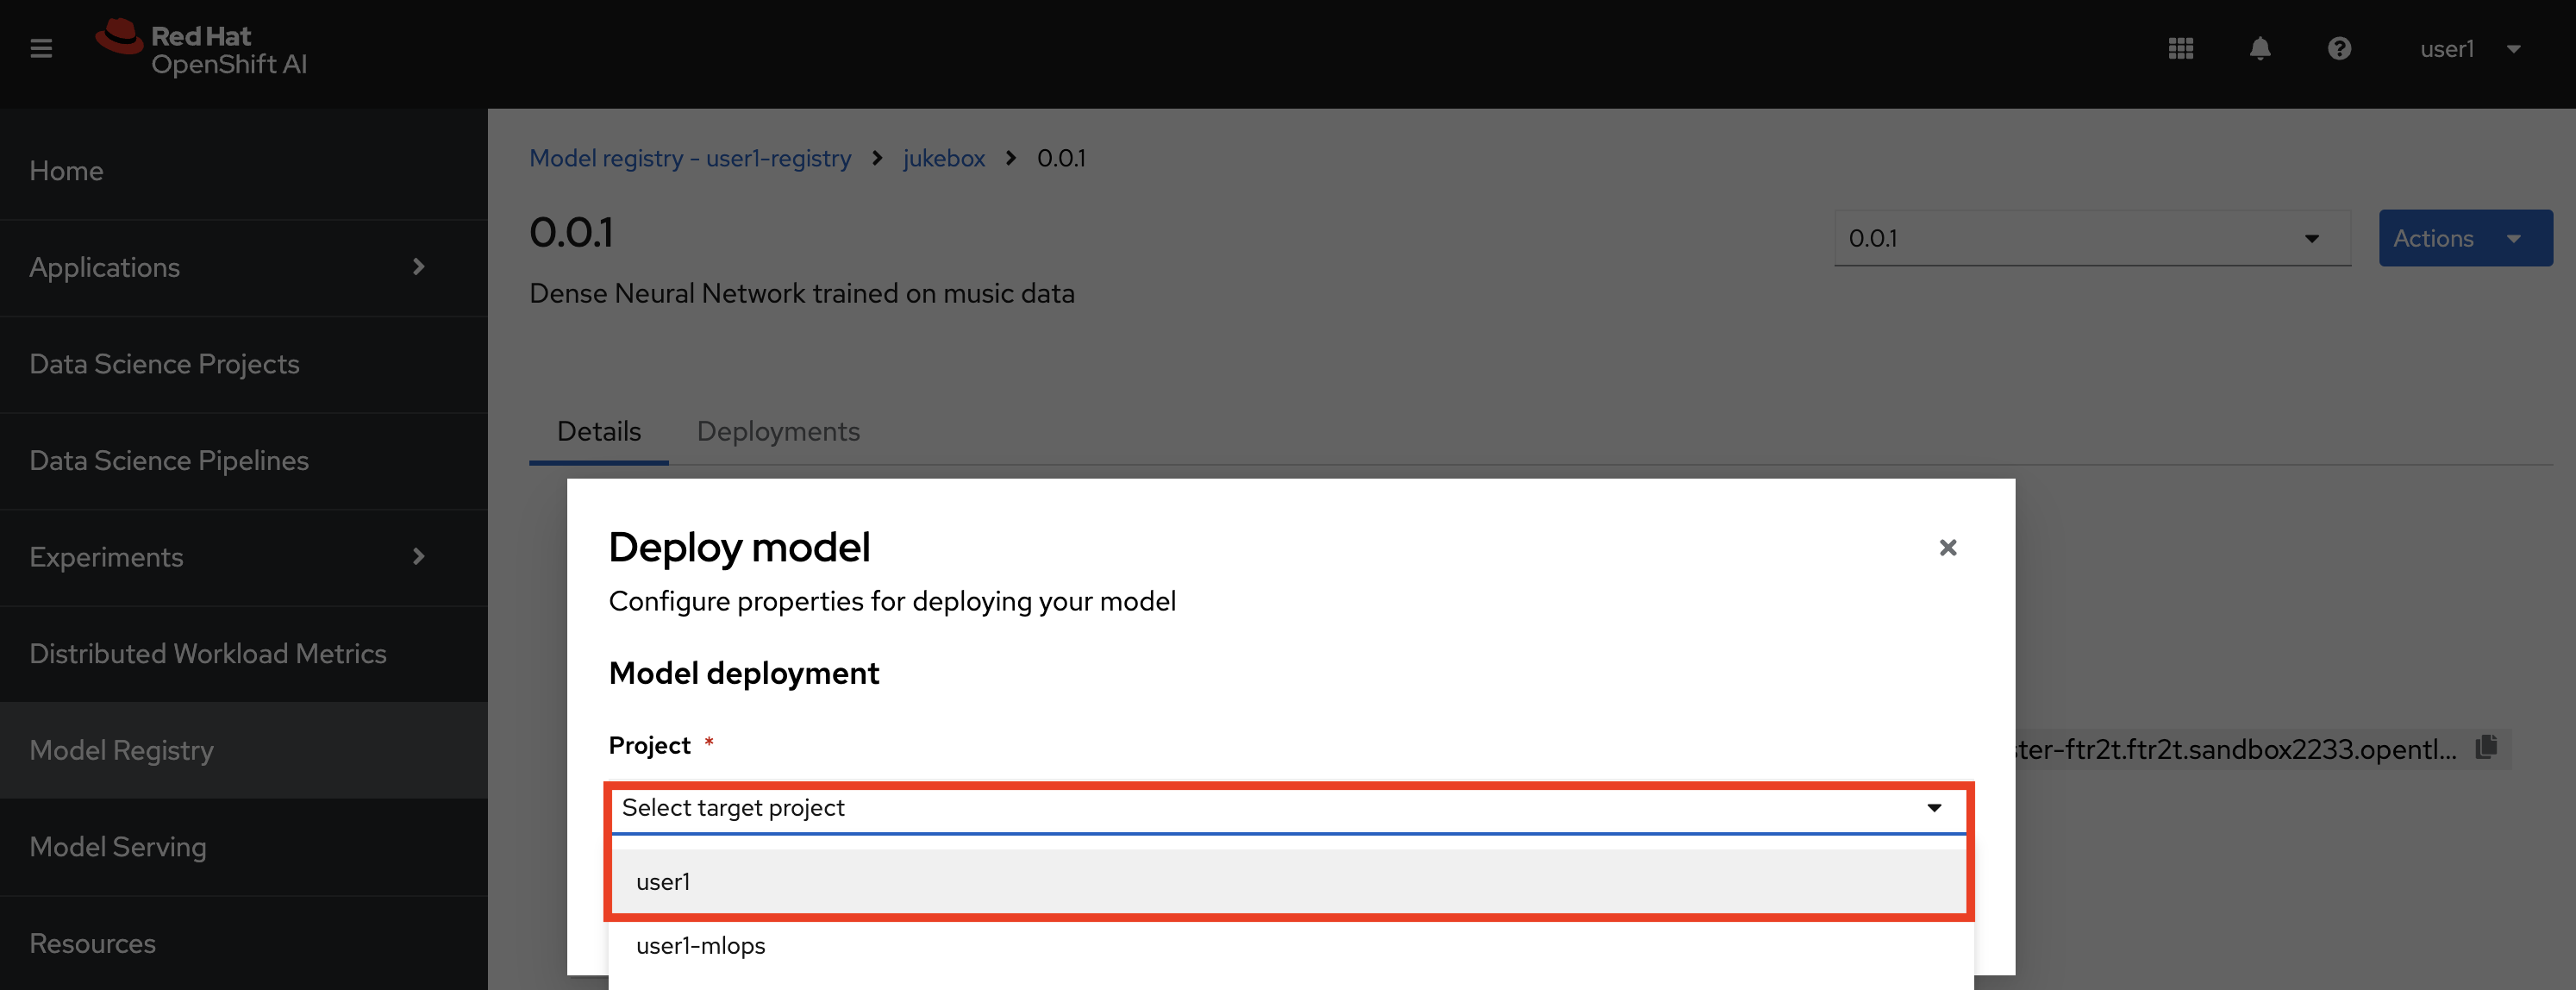 Red Hat
OpenShift AI
user1
Home
Applications
Data Science Projects
Data Science Pipelines
Experiments
Distributed Workload Metrics
Model Registry
Model Serving
Resources
Model registry - user1-registry > jukebox > 0.0.1
0.0.1
0.0.1
Actions
Dense Neural Network trained on music data
Details
Deployments
Deploy model
Configure properties for deploying your model
Model deployment
Project *
ter-ftr2t.ftr2t.sandbox2233.opentl...
Select target project
user1
user1-mlops